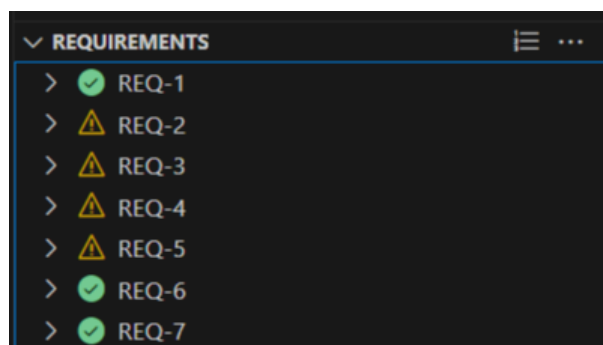 REQUIREMENTS
REQ-1
REQ-2
REQ-3
REQ-4
REQ-5
REQ-6
REQ-7